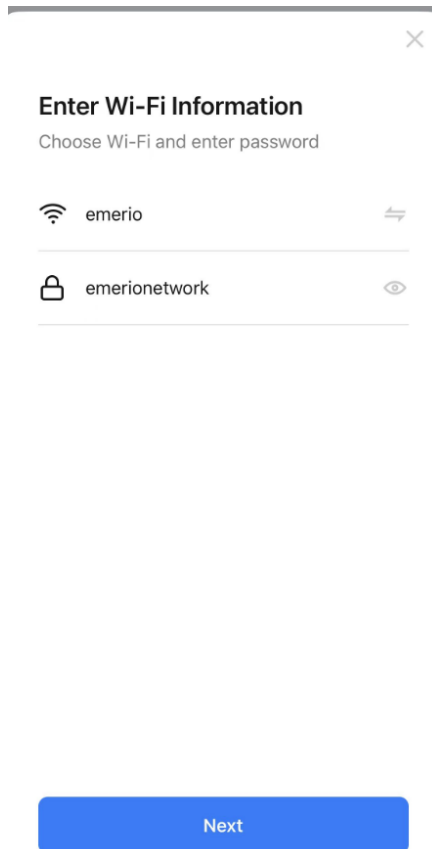 Enter Wi-Fi Information
Choose Wi-Fi and enter password
emerio
emerionetwork
Next